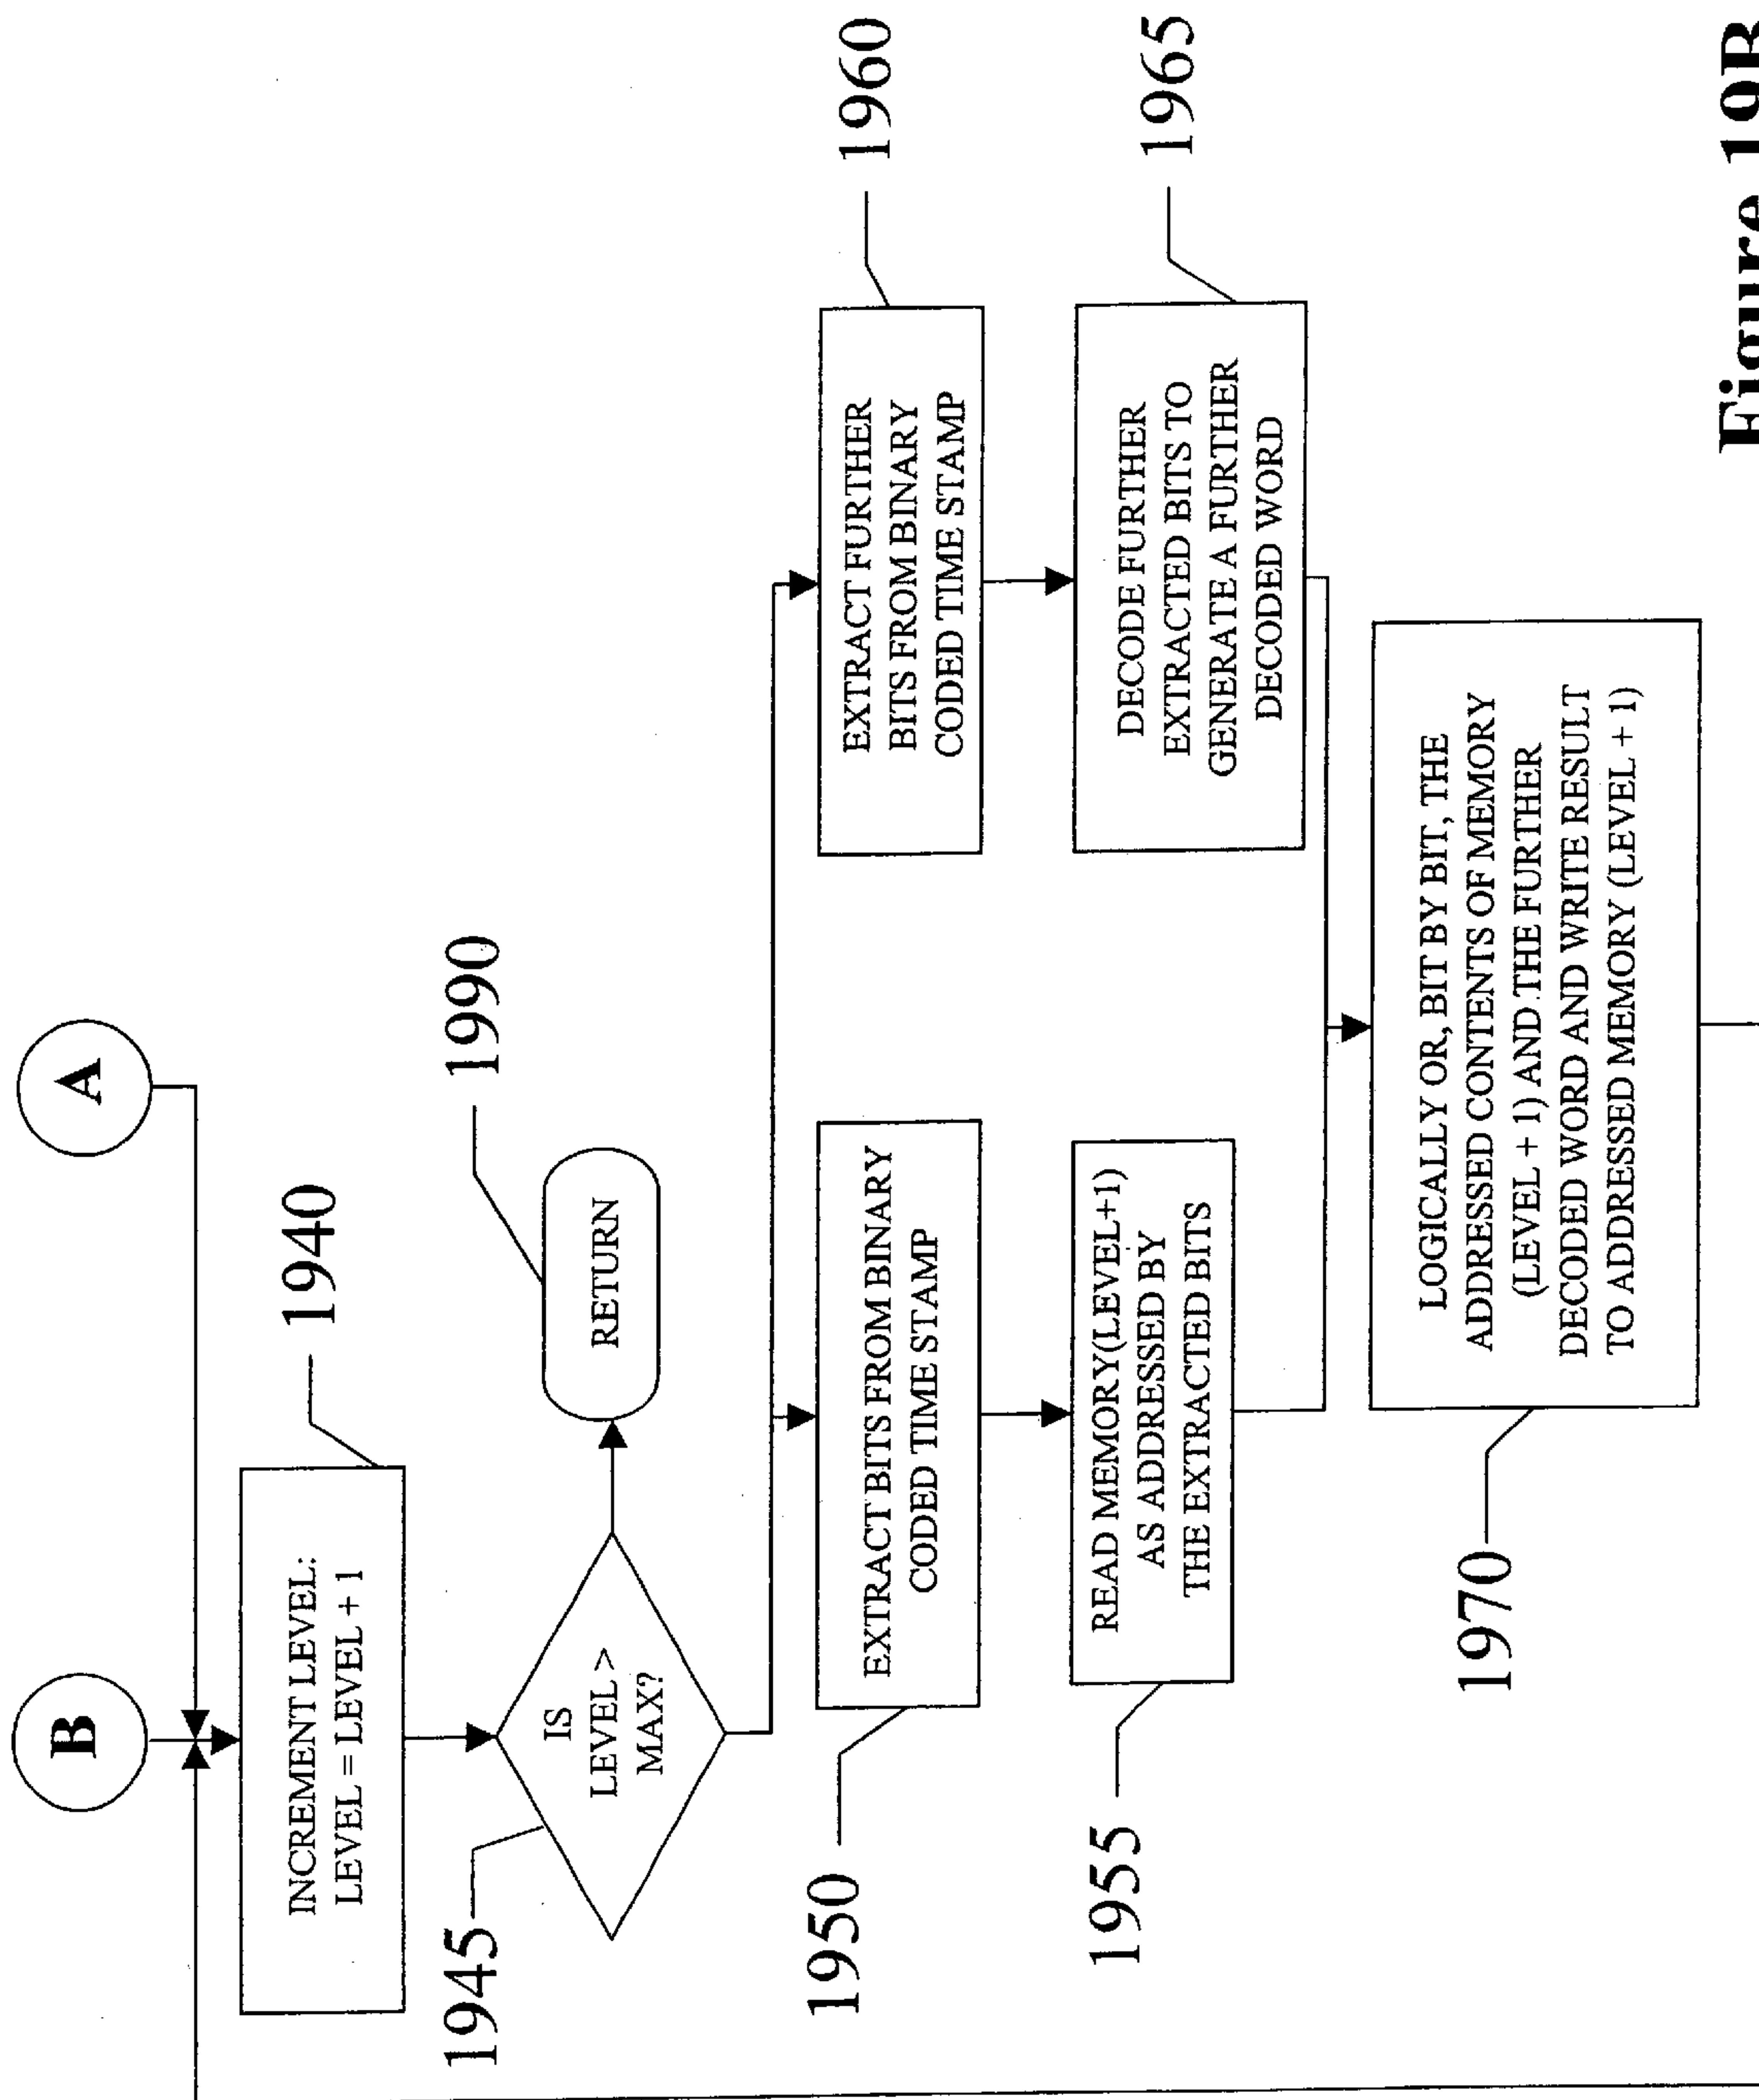 B
A
INCREMENT LEVEL:
LEVEL = LEVEL + 1
1940
IS
LEVEL >
MAX?
1945
RETURN
1990
EXTRACT BITS FROM BINARY
CODED TIME STAMP
1950
EXTRACT FURTHER
BITS FROM BINARY
CODED TIME STAMP
1960
READ MEMORY(LEVEL+1)
AS ADDRESSED BY
THE EXTRACTED BITS
1955
DECODE FURTHER
EXTRACTED BITS TO
GENERATE A FURTHER
DECODED WORD
1965
LOGICALLY OR, BIT BY BIT, THE
ADDRESSED CONTENTS OF MEMORY
(LEVEL + 1) AND THE FURTHER
DECODED WORD AND WRITE RESULT
TO ADDRESSED MEMORY (LEVEL + 1)
1970
Figure 19B